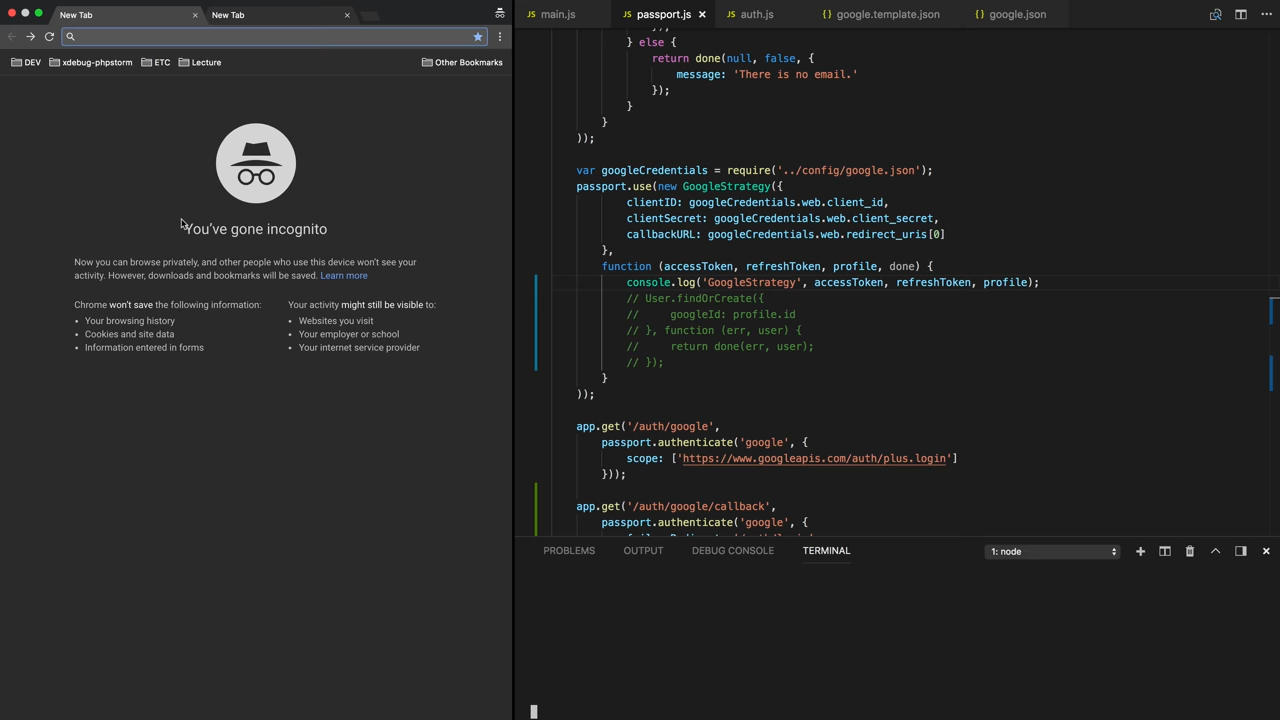 New Tab
New Tab
DEV
xdebug-phpstorm
ETC
Lecture
Other Bookmarks
You've gone incognito
Now you can browse privately, and other people who use this device won't see your
activity. However, downloads and bookmarks will be saved. Learn more
Chrome won't save the following information:
Your browsing history
Cookies and site data
Information entered in forms
Your activity might still be visible to:
Websites you visit
Your employer or school
Your internet service provider
JS main.js
JS passport.js
JS auth.js
{} google.template.json
{} google.json
} else {
return done(null, false, {
message: 'There is no email.'
});
}
}
));
var googleCredentials = require('../config/google.json');
passport.use(new GoogleStrategy({
clientID: googleCredentials.web.client_id,
clientSecret: googleCredentials.web.client_secret,
callbackURL: googleCredentials.web.redirect_uris[0]
},
function (accessToken, refreshToken, profile, done) {
console.log('GoogleStrategy', accessToken, refreshToken, profile);
// User.findOrCreate({
//     googleId: profile.id
// }, function (err, user) {
//     return done(err, user);
// });
}
));
app.get('/auth/google',
passport.authenticate('google', {
scope: ['https://www.googleapis.com/auth/plus.login']
}));
app.get('/auth/google/callback',
passport.authenticate('google', {
PROBLEMS
OUTPUT
DEBUG CONSOLE
TERMINAL
1: node